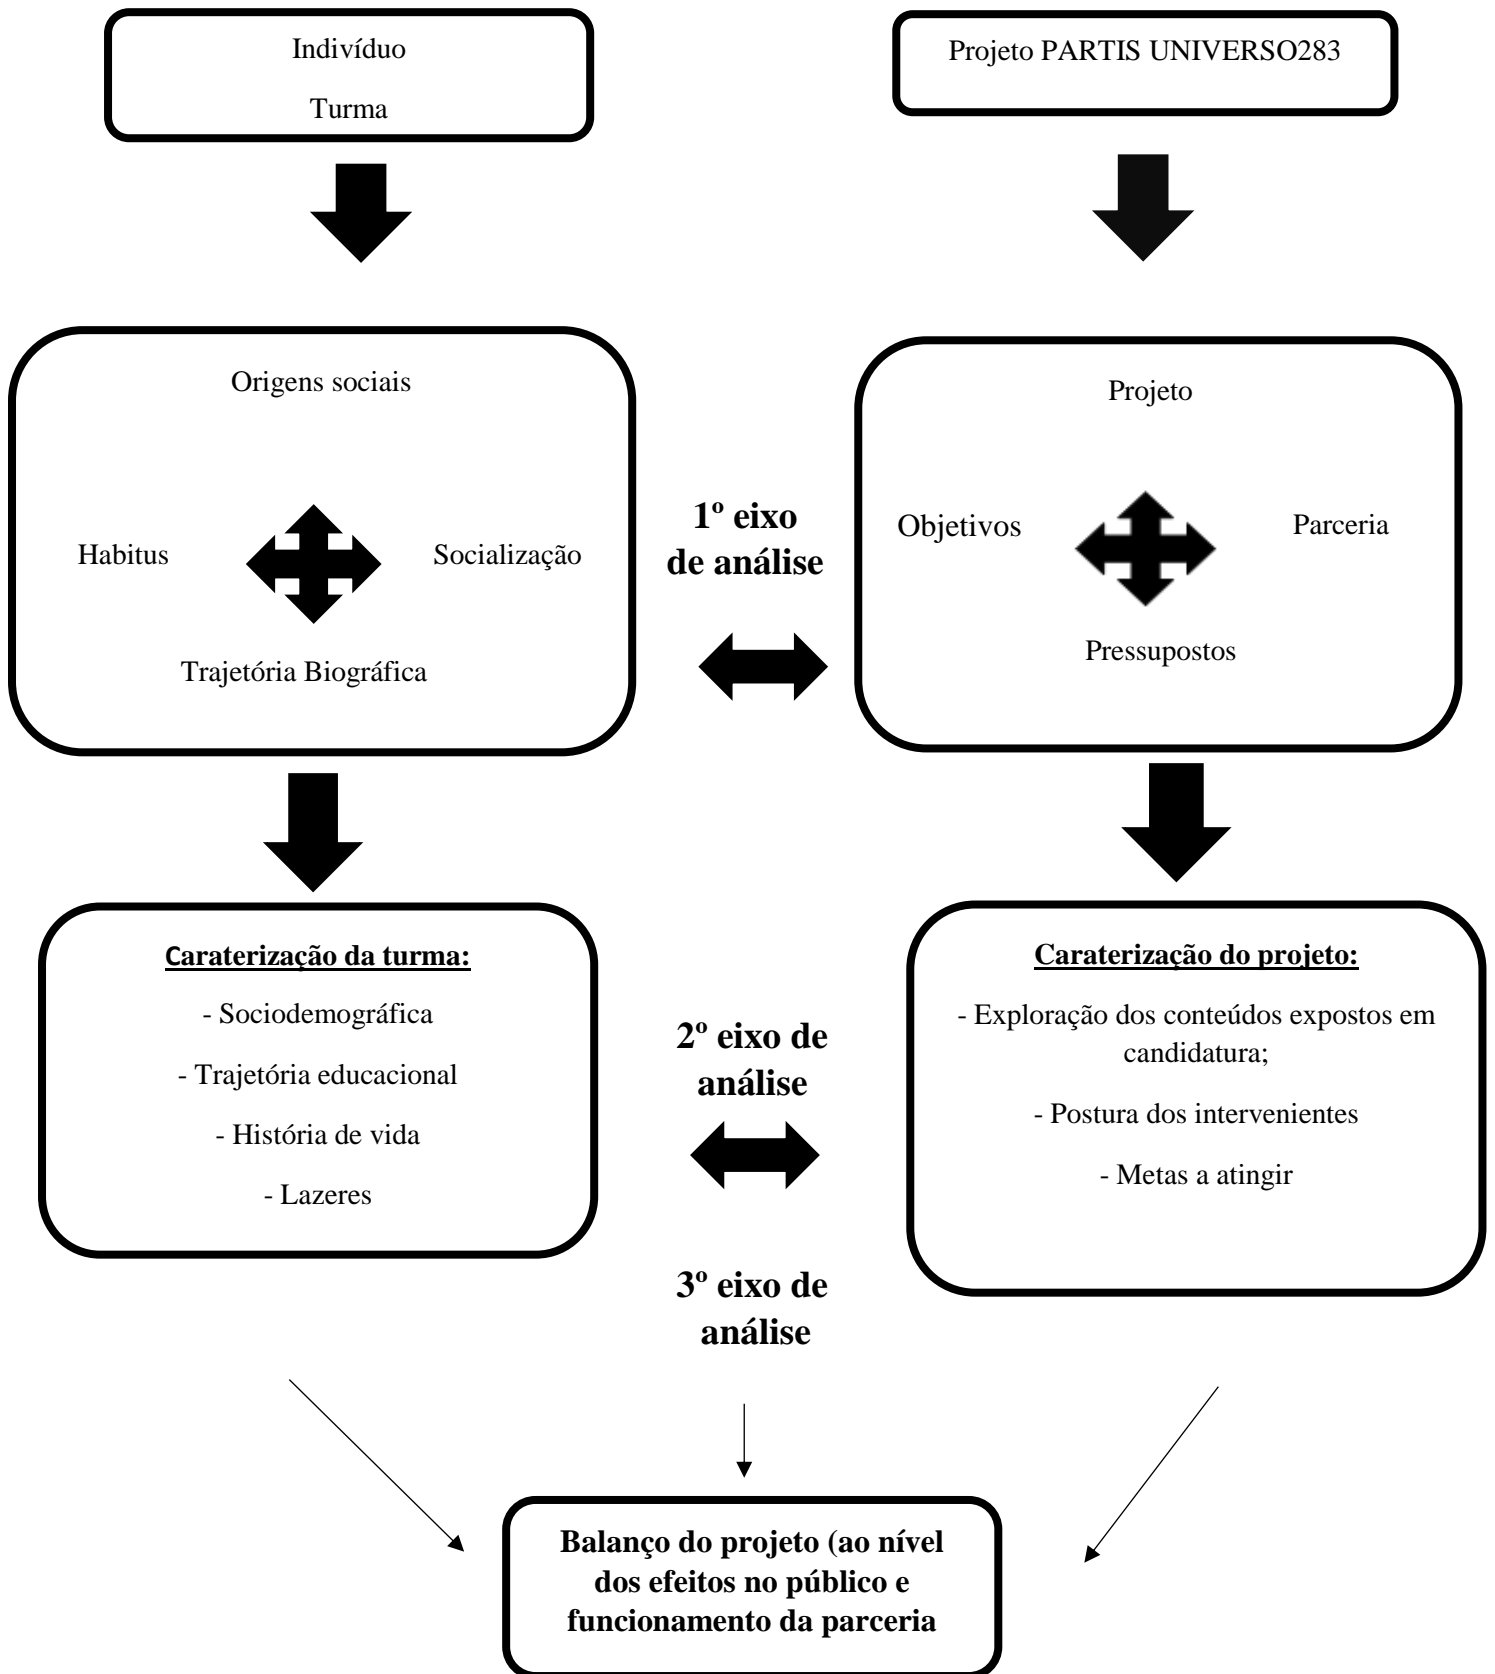 Indivíduo
Turma
Projeto PARTIS UNIVERSO283
Origens sociais
Habitus
Socialização
Trajetória Biográfica
1º eixo
de análise
Projeto
Objetivos
Parceria
Pressupostos
Caraterização da turma:
- Sociodemográfica
- Trajetória educacional
- História de vida
- Lazeres
2º eixo de
análise
Caraterização do projeto:
- Exploração dos conteúdos expostos em
candidatura;
- Postura dos intervenientes
- Metas a atingir
3º eixo de
análise
Balanço do projeto (ao nível
dos efeitos no público e
funcionamento da parceria